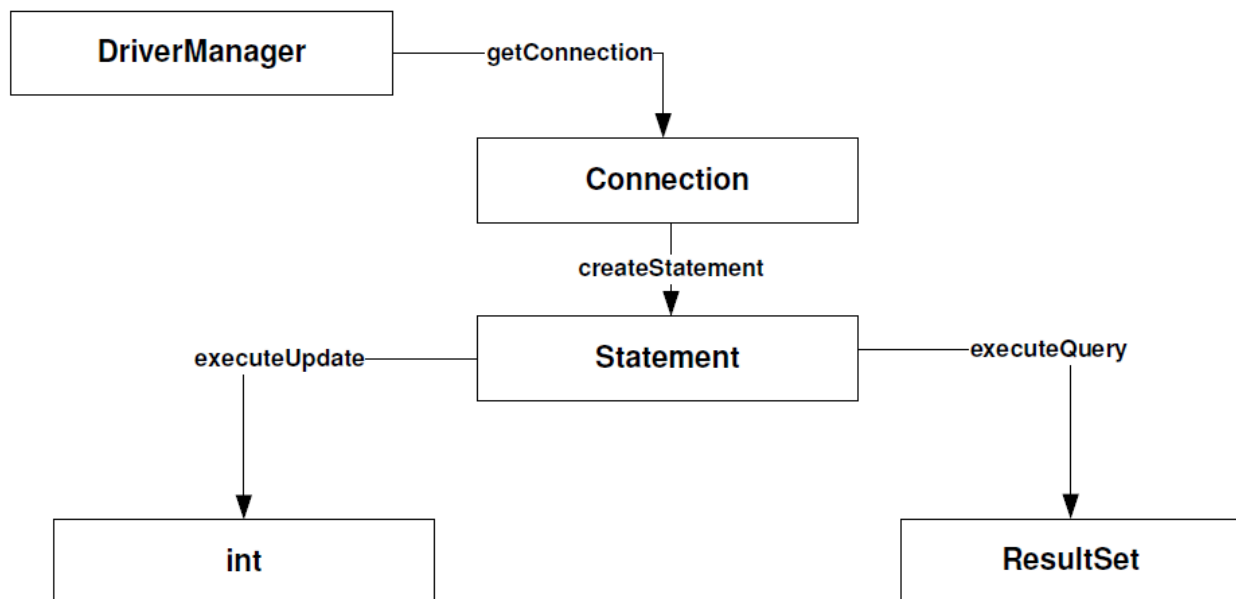 DriverManager
getConnection
Connection
createStatement
executeUpdate
Statement
executeQuery
int
ResultSet